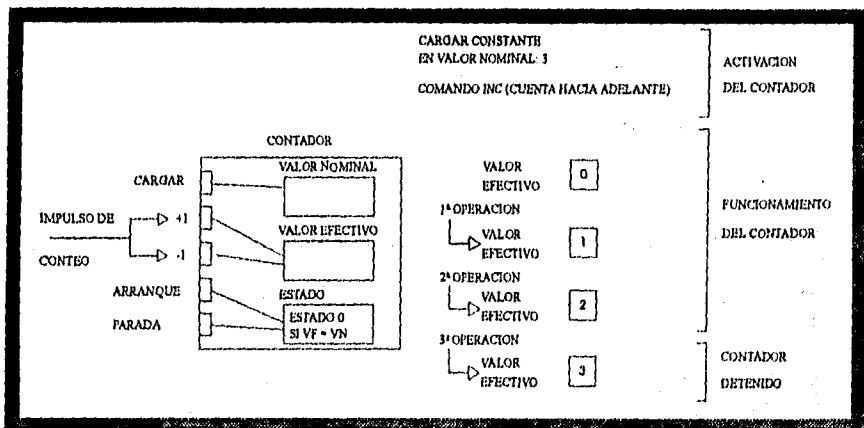 CARGAR CONSTANTE
EN VALOR NOMINAL: 3
COMANDO INC (CUENTA HACIA ADELANTE)
ACTIVACION
DEL CONTADOR
CONTADOR
CARGAR
VALOR NOMINAL
IMPULSO DE
CONTEO
+1
-1
VALOR EFECTIVO
ARRANQUE
PARADA
ESTADO
ESTADO 0
SI VF = VN
VALOR
EFECTIVO
0
1ª OPERACION
VALOR
EFECTIVO
1
2ª OPERACION
VALOR
EFECTIVO
2
FUNCIONAMIENTO
DEL CONTADOR
3ª OPERACION
VALOR
EFECTIVO
3
CONTADOR
DETENIDO